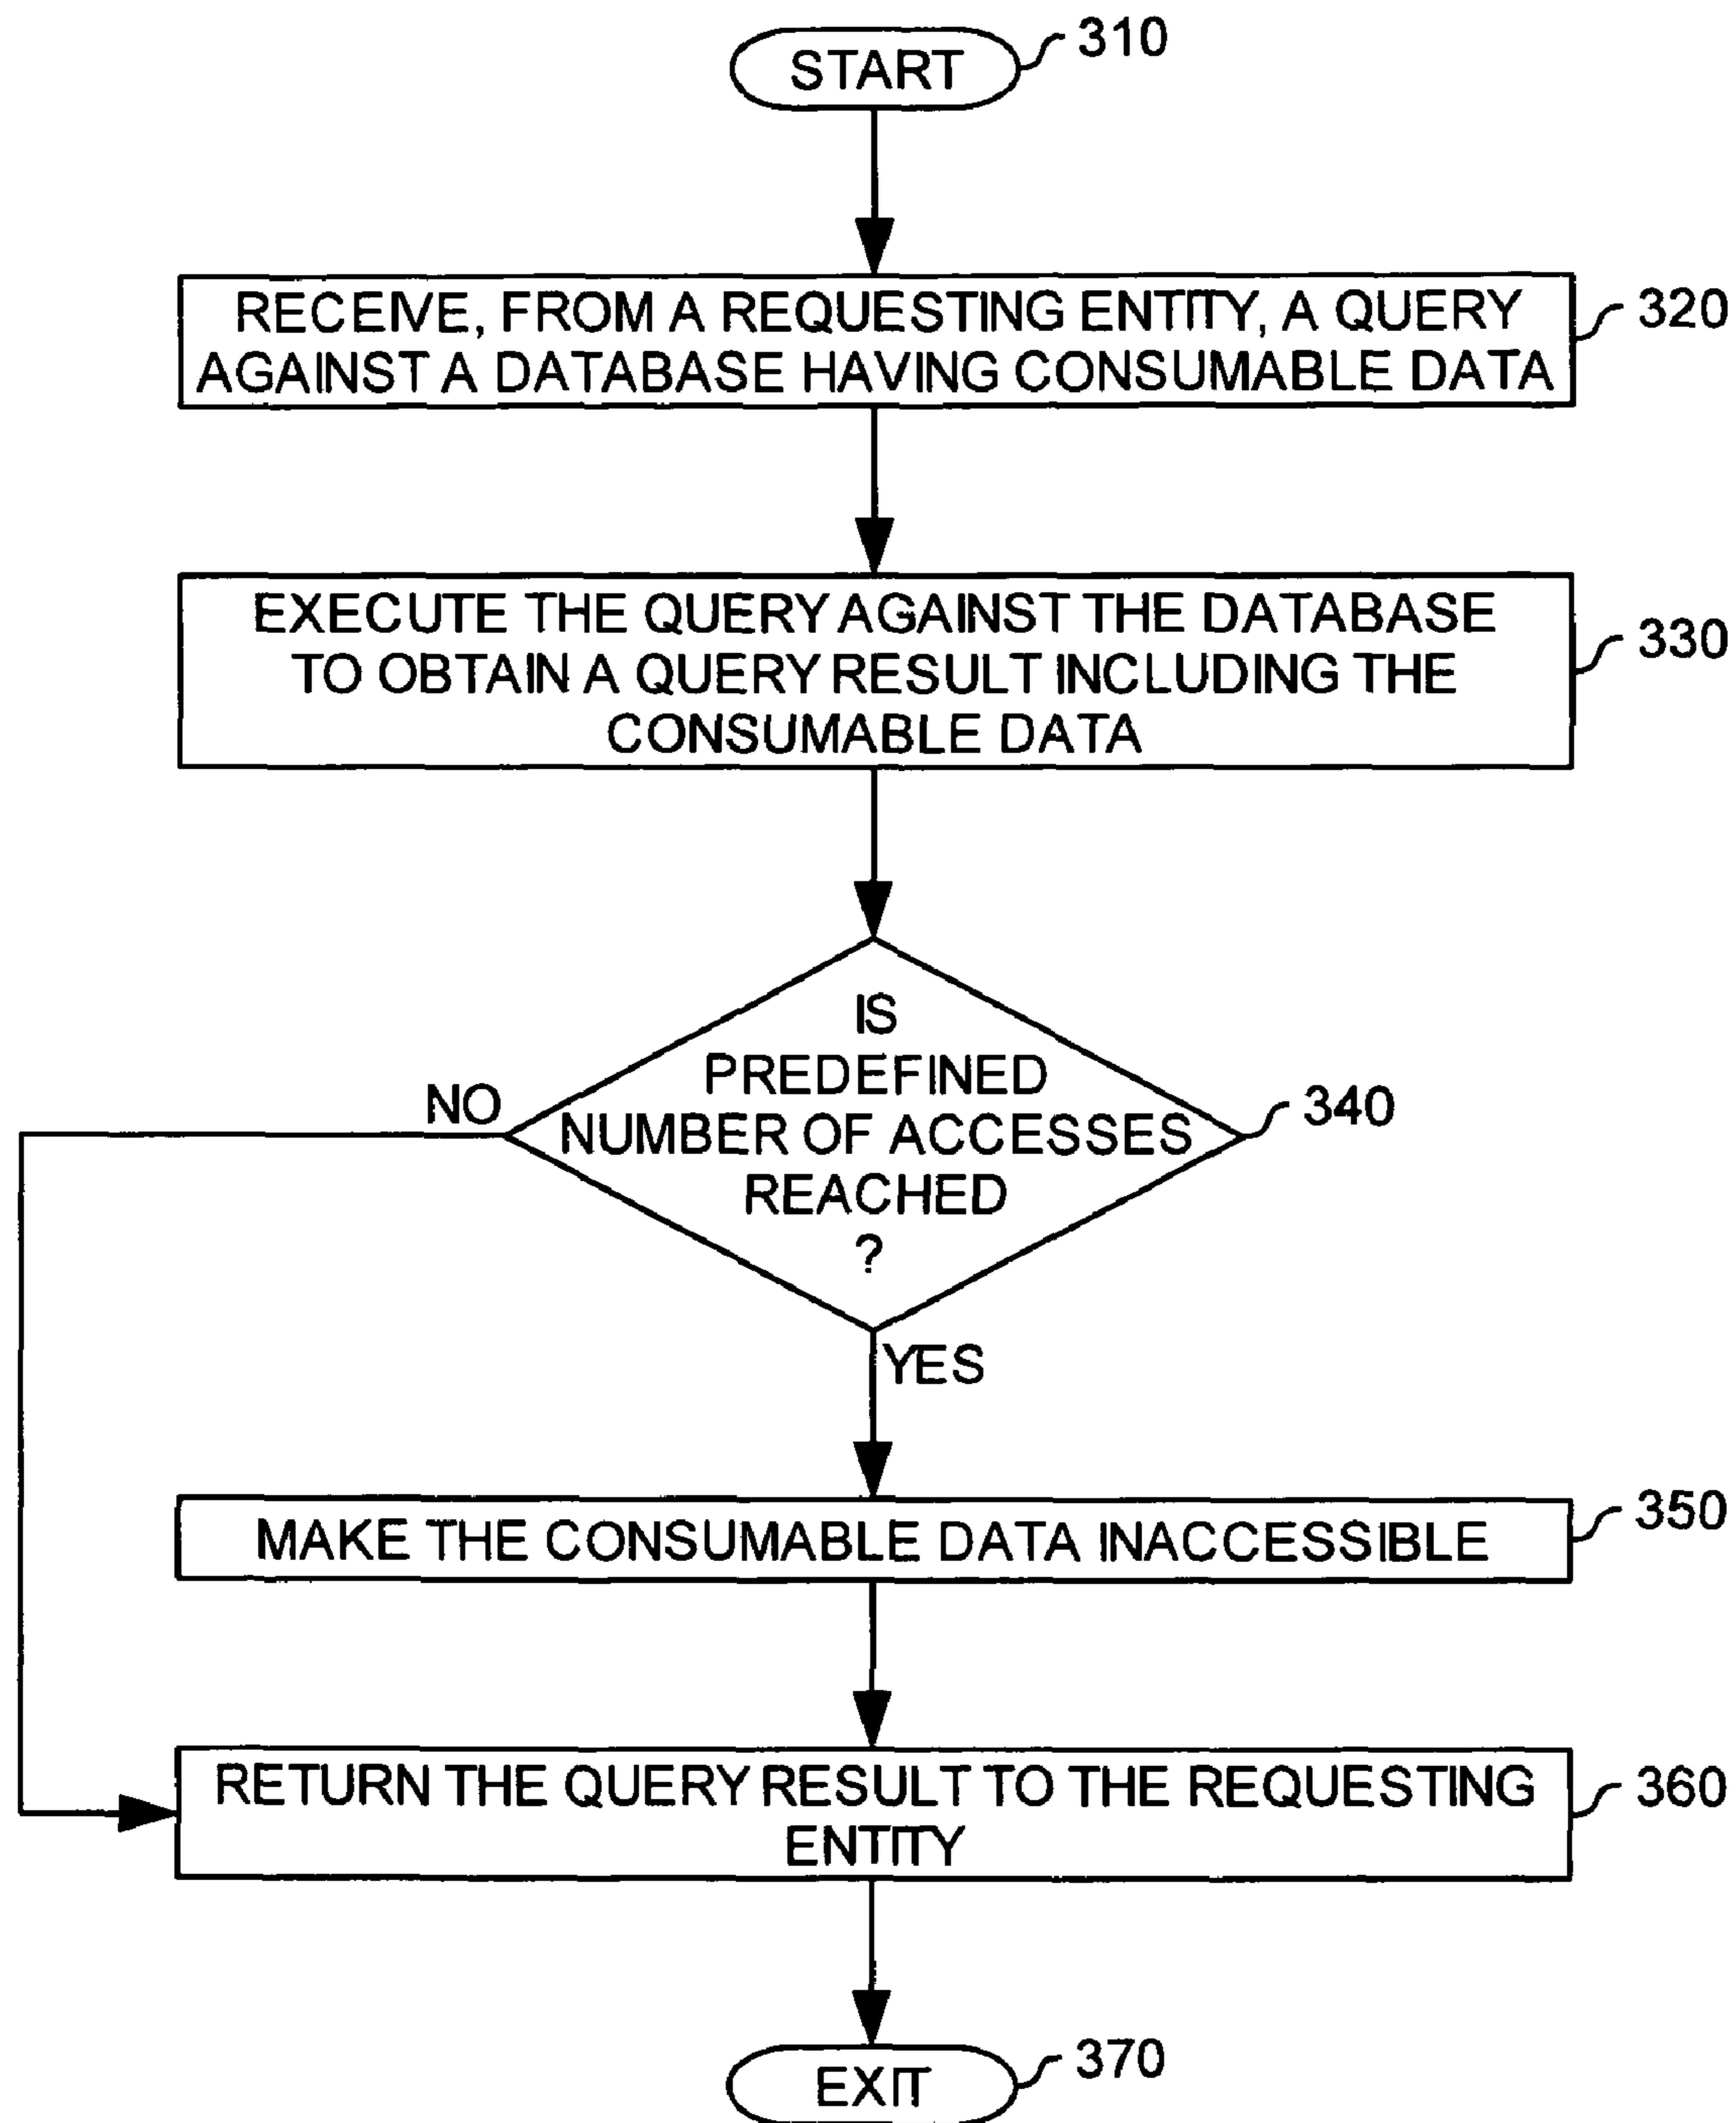 START
310
RECEIVE, FROM A REQUESTING ENTITY, A QUERY
AGAINST A DATABASE HAVING CONSUMABLE DATA
320
EXECUTE THE QUERY AGAINST THE DATABASE
TO OBTAIN A QUERY RESULT INCLUDING THE
CONSUMABLE DATA
330
IS
PREDEFINED
NUMBER OF ACCESSES
REACHED
?
340
NO
YES
MAKE THE CONSUMABLE DATA INACCESSIBLE
350
RETURN THE QUERY RESULT TO THE REQUESTING
ENTITY
360
EXIT
370